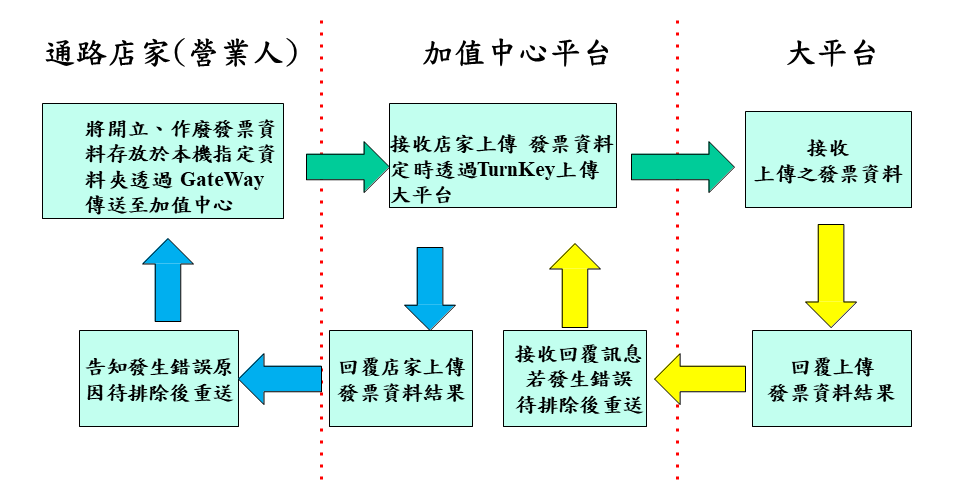 通路店家(營業人)
加值中心平台
大平台
將開立、作廢發票資
料存放於本機指定資
料夾透過 GateWay
傳送至加值中心
接收店家上傳 發票資料
定時透過TurnKey上傳
大平台
接收
上傳之發票資料
告知發生錯誤原
因待排除後重送
回覆店家上傳
發票資料結果
接收回覆訊息
若發生錯誤
待排除後重送
回覆上傳
發票資料結果